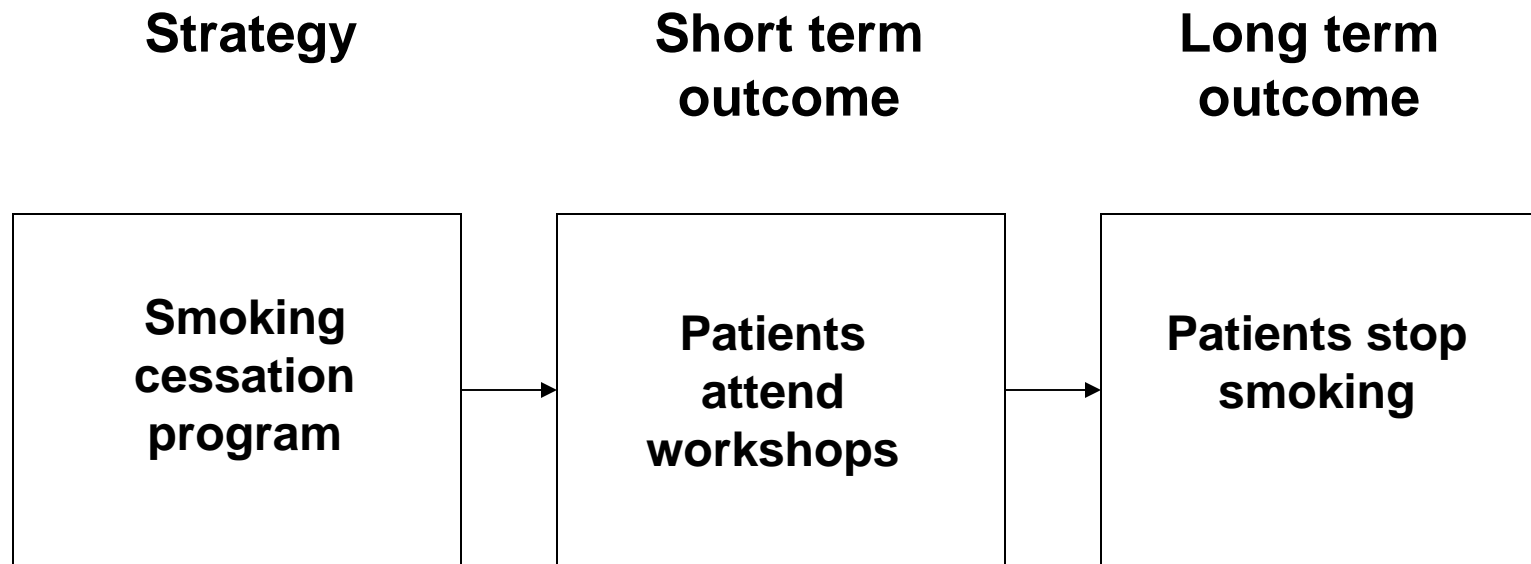 Strategy
Short term
outcome
Long term
outcome
Smoking
cessation
program
Patients
attend
workshops
Patients stop
smoking